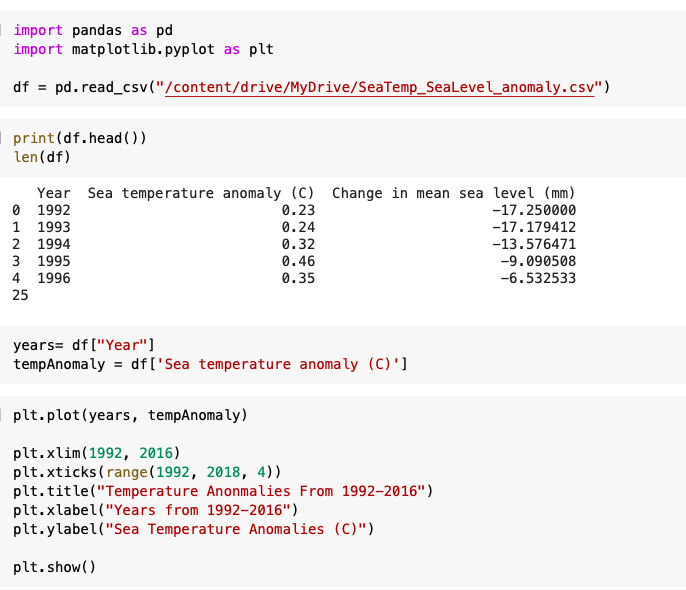 import pandas as pd
import matplotlib.pyplot as plt
df = pd.read_csv("/content/drive/MyDrive/SeaTemp_SeaLevel_anomaly.csv")
print(df.head())
len(df)
Year Sea temperature anomaly (C) Change in mean sea level (mm)
0 1992 0.23 -17.250000
1 1993 0.24 -17.179412
2 1994 0.32 -13.576471
3 1995 0.46 -9.090508
4 1996 0.35 -6.532533
25
years= df["Year"]
tempAnomaly = df['Sea temperature anomaly (C)']
plt.plot(years, tempAnomaly)
plt.xlim(1992, 2016)
plt.xticks(range(1992, 2018, 4))
plt.title("Temperature Anonmalies From 1992-2016")
plt.xlabel("Years from 1992-2016")
plt.ylabel("Sea Temperature Anomalies (C)")
plt.show()